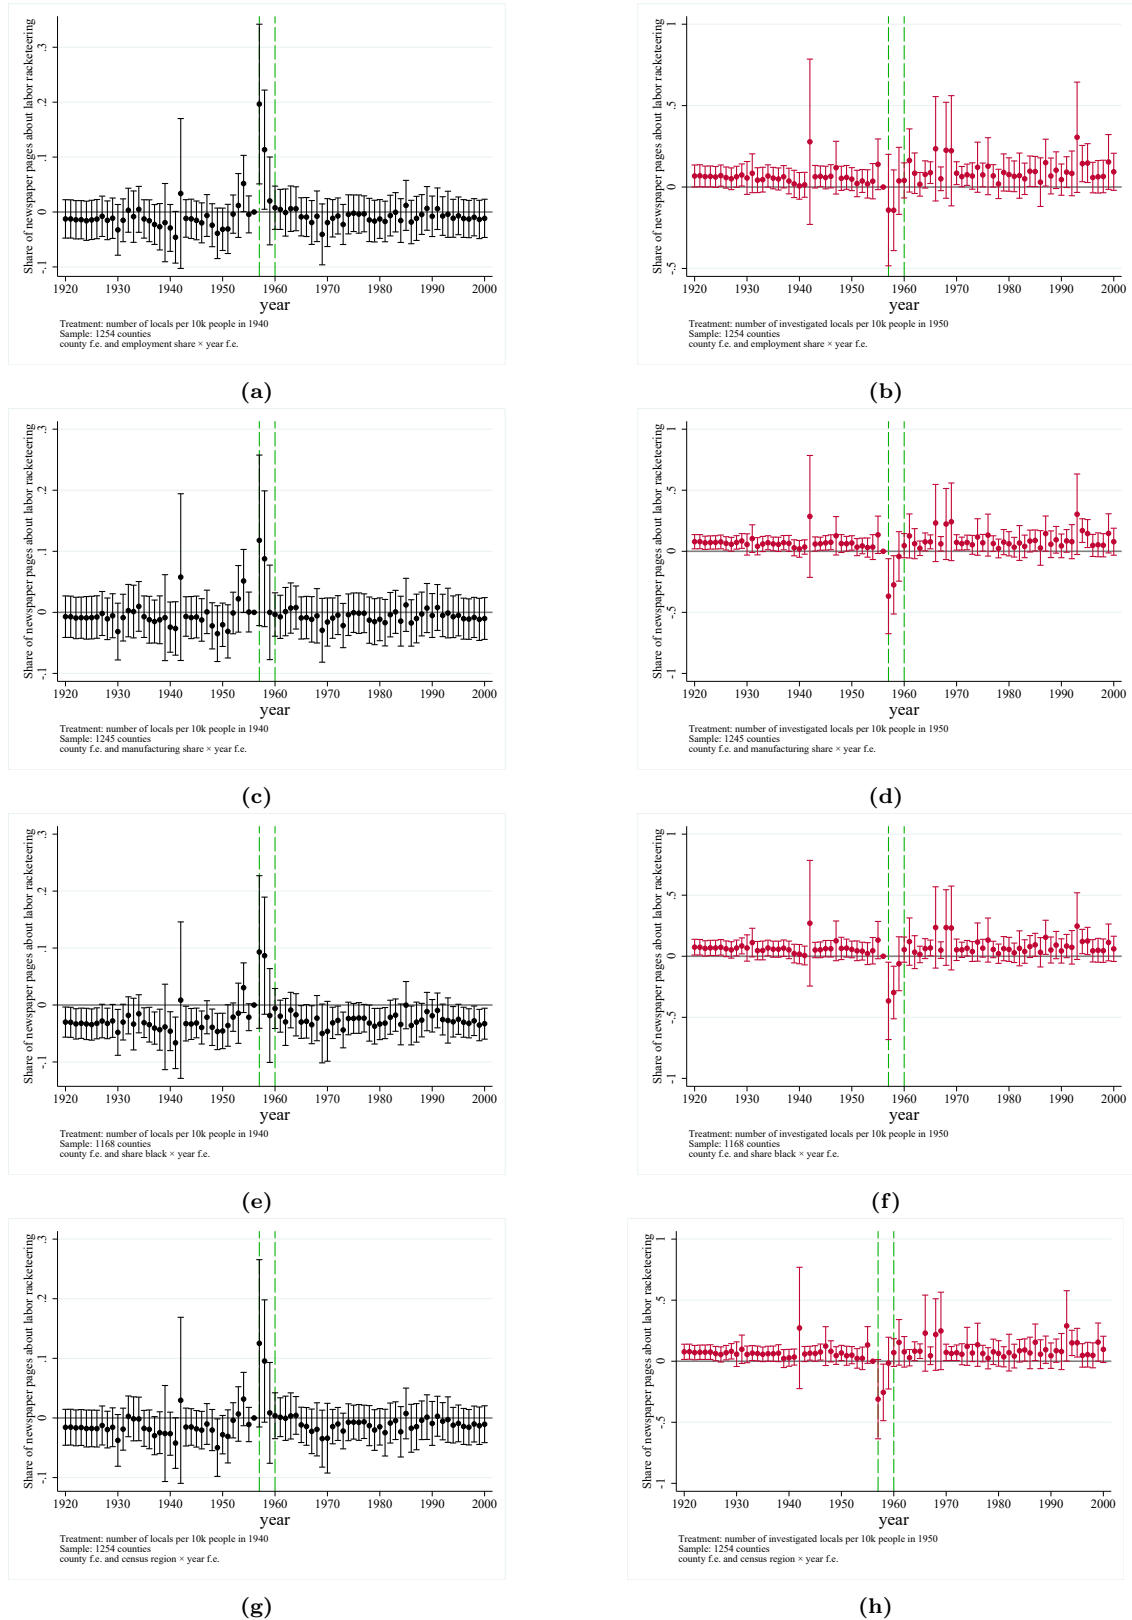 Share of newspaper pages about labor racketeering
.3
.2
.1
0
-.1
1920 1930 1940 1950 1960 1970 1980 1990 2000
year
Treatment: number of locals per 10k people in 1940
Sample: 1254 counties
county f.e. and employment share × year f.e.
(a)
Share of newspaper pages about labor racketeering
1
.5
0
-.5
1920 1930 1940 1950 1960 1970 1980 1990 2000
year
Treatment: number of investigated locals per 10k people in 1950
Sample: 1254 counties
county f.e. and employment share × year f.e.
(b)
Share of newspaper pages about labor racketeering
.3
.2
.1
0
-.1
1920 1930 1940 1950 1960 1970 1980 1990 2000
year
Treatment: number of locals per 10k people in 1940
Sample: 1245 counties
county f.e. and manufacturing share × year f.e.
(c)
Share of newspaper pages about labor racketeering
1
.5
0
-.5
-1
1920 1930 1940 1950 1960 1970 1980 1990 2000
year
Treatment: number of investigated locals per 10k people in 1950
Sample: 1245 counties
county f.e. and manufacturing share × year f.e.
(d)
Share of newspaper pages about labor racketeering
.3
.2
.1
0
-.1
1920 1930 1940 1950 1960 1970 1980 1990 2000
year
Treatment: number of locals per 10k people in 1940
Sample: 1168 counties
county f.e. and share black × year f.e.
(e)
Share of newspaper pages about labor racketeering
1
.5
0
-.5
-1
1920 1930 1940 1950 1960 1970 1980 1990 2000
year
Treatment: number of investigated locals per 10k people in 1950
Sample: 1168 counties
county f.e. and share black × year f.e.
(f)
Share of newspaper pages about labor racketeering
.3
.2
.1
0
-.1
1920 1930 1940 1950 1960 1970 1980 1990 2000
year
Treatment: number of locals per 10k people in 1940
Sample: 1254 counties
county f.e. and census region × year f.e.
(g)
Share of newspaper pages about labor racketeering
1
.5
0
-.5
-1
1920 1930 1940 1950 1960 1970 1980 1990 2000
year
Treatment: number of investigated locals per 10k people in 1950
Sample: 1254 counties
county f.e. and census region × year f.e.
(h)